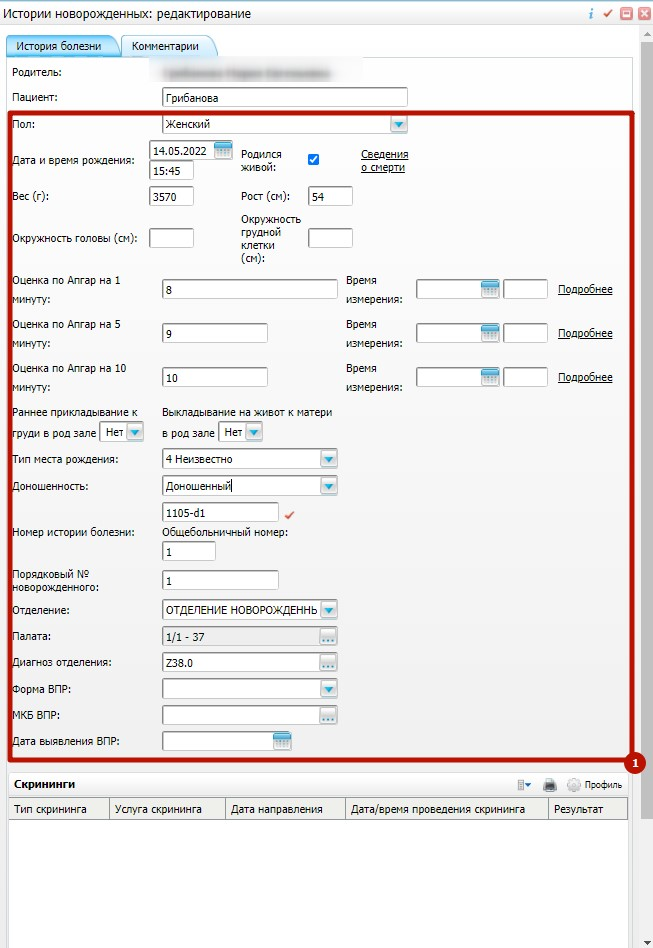 Истории новорожденных: редактирование
История болезни Комментарии
Родитель:
Пациент: Грибанова
Пол: Женский
Дата и время рождения: 14.05.2022 15:45 Родился живой: Сведения о смерти
Вес (г): 3570 Рост (см): 54
Окружность головы (см): Окружность грудной клетки (см):
Оценка по Апгар на 1 минуту: 8 Время измерения: Подробнее
Оценка по Апгар на 5 минуту: 9 Время измерения: Подробнее
Оценка по Апгар на 10 минуту: 10 Время измерения: Подробнее
Раннее прикладывание к груди в род зале Нет Выкладывание на живот к матери в род зале Нет
Тип места рождения: 4 Неизвестно
Доношенность: Доношенный
1105-d1
Номер истории болезни: Общебольничный номер:
1
Порядковый № новорожденного: 1
Отделение: ОТДЕЛЕНИЕ НОВОРОЖДЕННЬ
Палата: 1/1 - 37
Диагноз отделения: Z38.0
Форма ВПР:
МКБ ВПР:
Дата выявления ВПР:
1
Скрининги Профиль
Тип скрининга Услуга скрининга Дата направления Дата/время проведения скрининга Результат